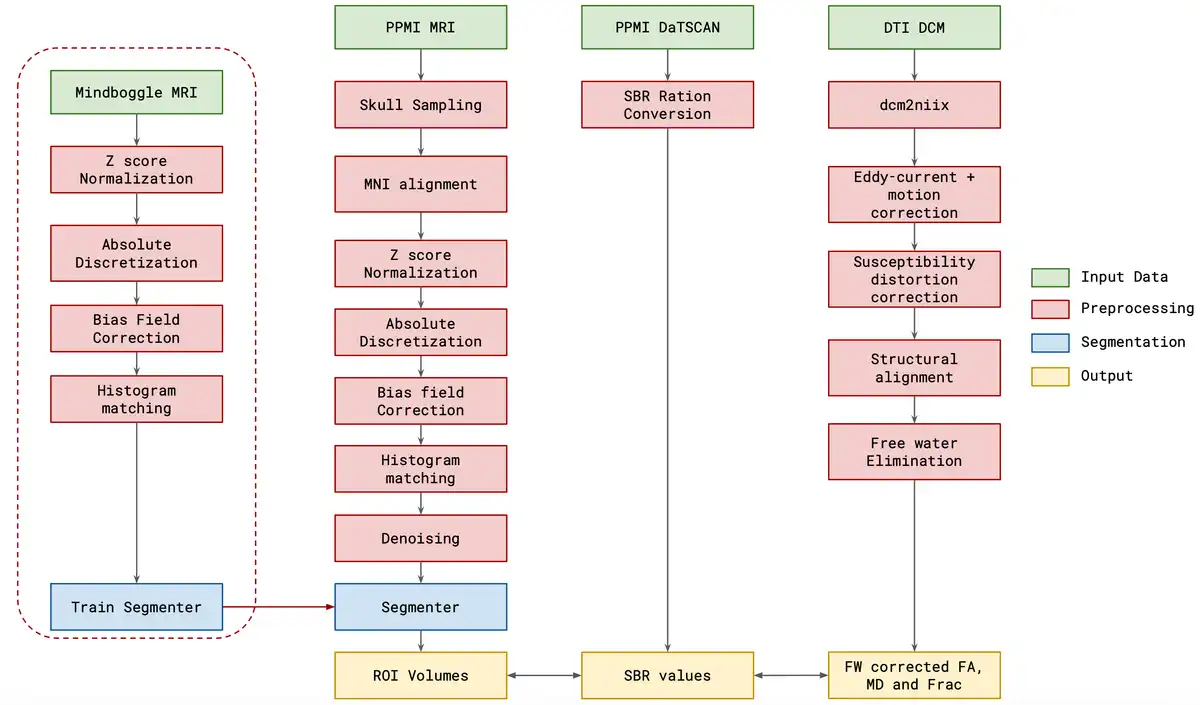 Mindboggle MRI
Z score
Normalization
Absolute
Discretization
Bias Field
Correction
Histogram
matching
Train Segmenter
PPMI MRI
Skull Sampling
MNI alignment
Z score
Normalization
Absolute
Discretization
Bias field
Correction
Histogram
matching
Denoising
Segmenter
ROI Volumes
PPMI DaTSCAN
SBR Ration
Conversion
SBR values
DTI DCM
dcm2niix
Eddy-current +
motion
correction
Susceptibility
distortion
correction
Structural
alignment
Free water
Elimination
FW corrected FA,
MD and Frac
Input Data
Preprocessing
Segmentation
Output